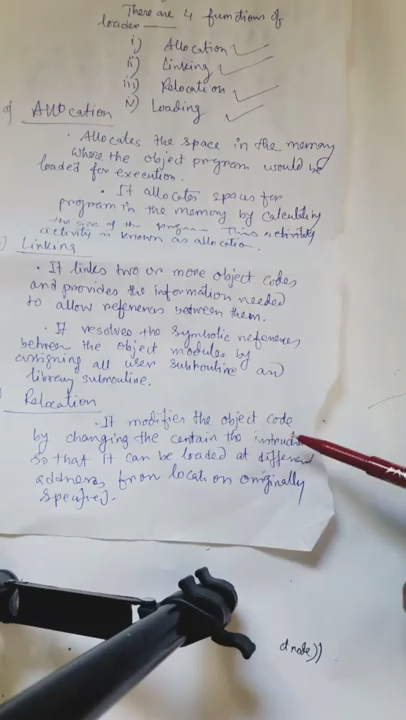 There are 4 functions of
loader
i) Allocation
ii) Linking
iii) Relocation
iv) Loading
Allocation
• Allocates the space in the memory
where the object program would be
loaded for execution.
• It allocates spaces for
program in the memory by calculating
the size of the program This activity
activity is known as allocation.
) Linking
• It links two or more object codes
and provides the information needed
to allow references between them.
• It resolves the symbolic references
between the object modules by
assigning all user subroutine and
library subroutine.
) Relocation
• It modifies the object code
by changing the certain the
so that it can be loaded at different
address from location originally
specified.
d node))